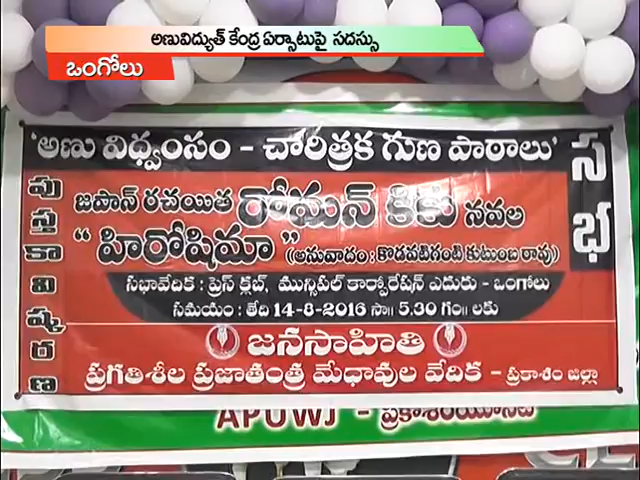 అణువిద్యుత్ కేంద్ర ఏర్పాటుపై సదస్సు
ఒంగోలు
'అణు విధ్వంసం - చారిత్రక గుణ పాఠాలు'
సభ
పుస్తకావిష్కరణ
జపాన్ రచయిత రోషన్ కిజు నవల
"హిరోషిమా" (అనువాదం : కొడవటిగంటి కుటుంబ రావు)
సభావేదిక : ప్రెస్ క్లబ్, మున్సిపల్ కార్పోరేషన్ ఎదురు - ఒంగోలు
సమయం : తేది 14-8-2016 సా॥ 5.30 గం॥ లకు
జనసాహితి
ప్రగతిశీల ప్రజాతంత్ర మేధావుల వేదిక - ప్రకాశం జిల్లా
APUWJ - ప్రకాశంయూనిట్